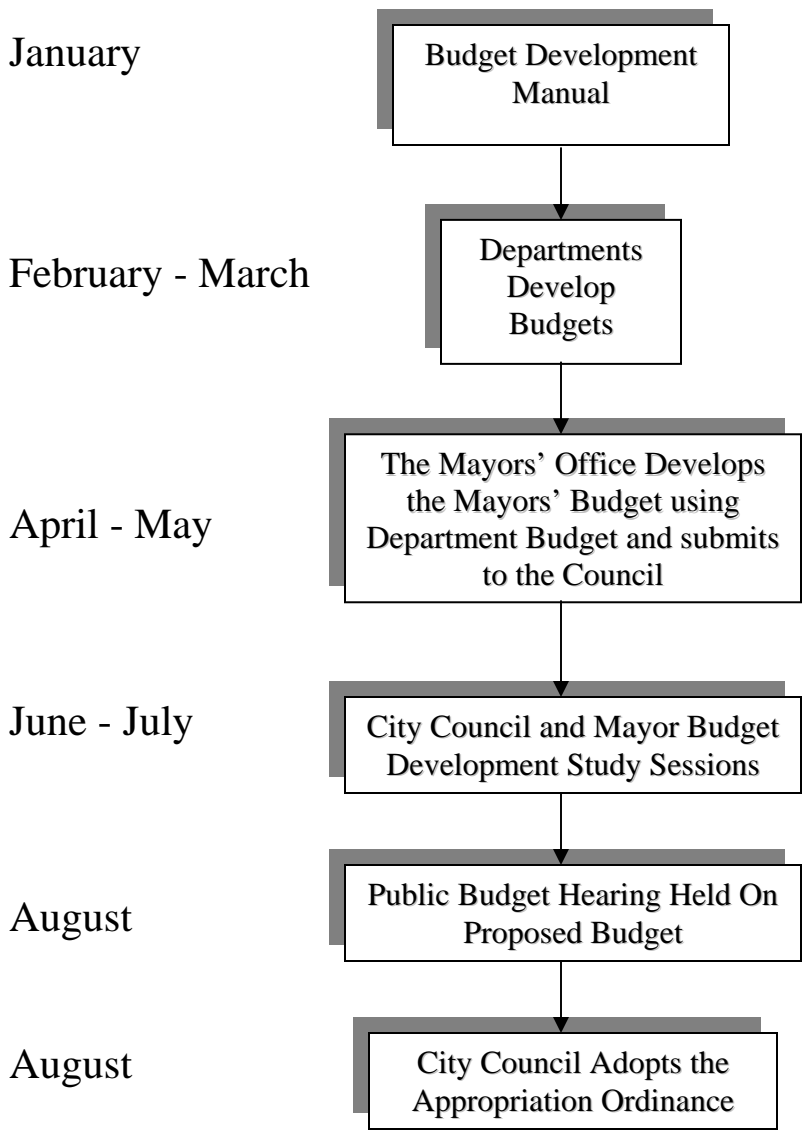 January
Budget Development
Manual
February - March
Departments
Develop
Budgets
April - May
The Mayors’ Office Develops
the Mayors’ Budget using
Department Budget and submits
to the Council
June - July
City Council and Mayor Budget
Development Study Sessions
August
Public Budget Hearing Held On
Proposed Budget
August
City Council Adopts the
Appropriation Ordinance